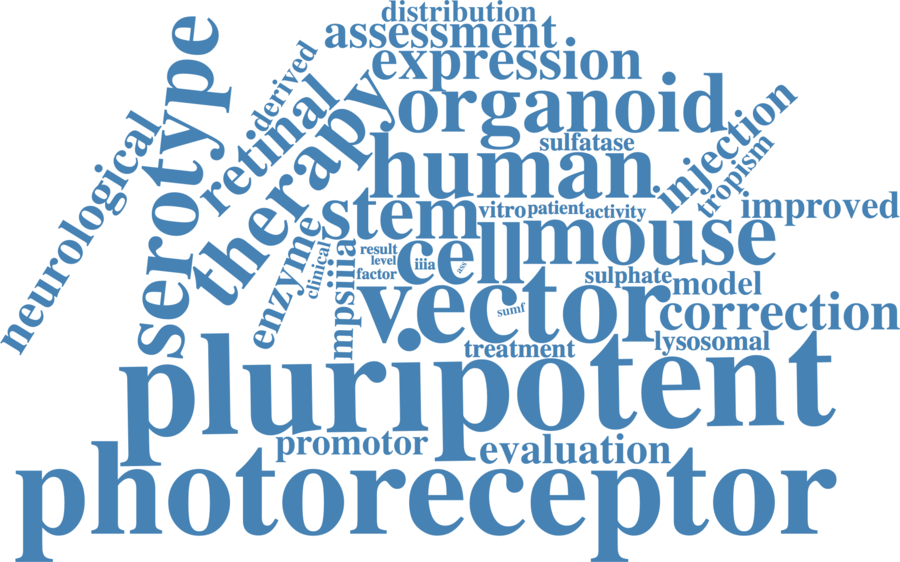 distribution
assessment
expression
derived
retinal
serotype
neurological
therapy
organoid
sulfatase
injection
tropism
human
improved
stem
vitro
patient
activity
mouse
cell
result
level
factor
iiia
ass
enzyme
clinical
mpsiiia
sulphate
model
vector
sumf
correction
treatment
lysosomal
pluripotent
promotor
evaluation
photoreceptor